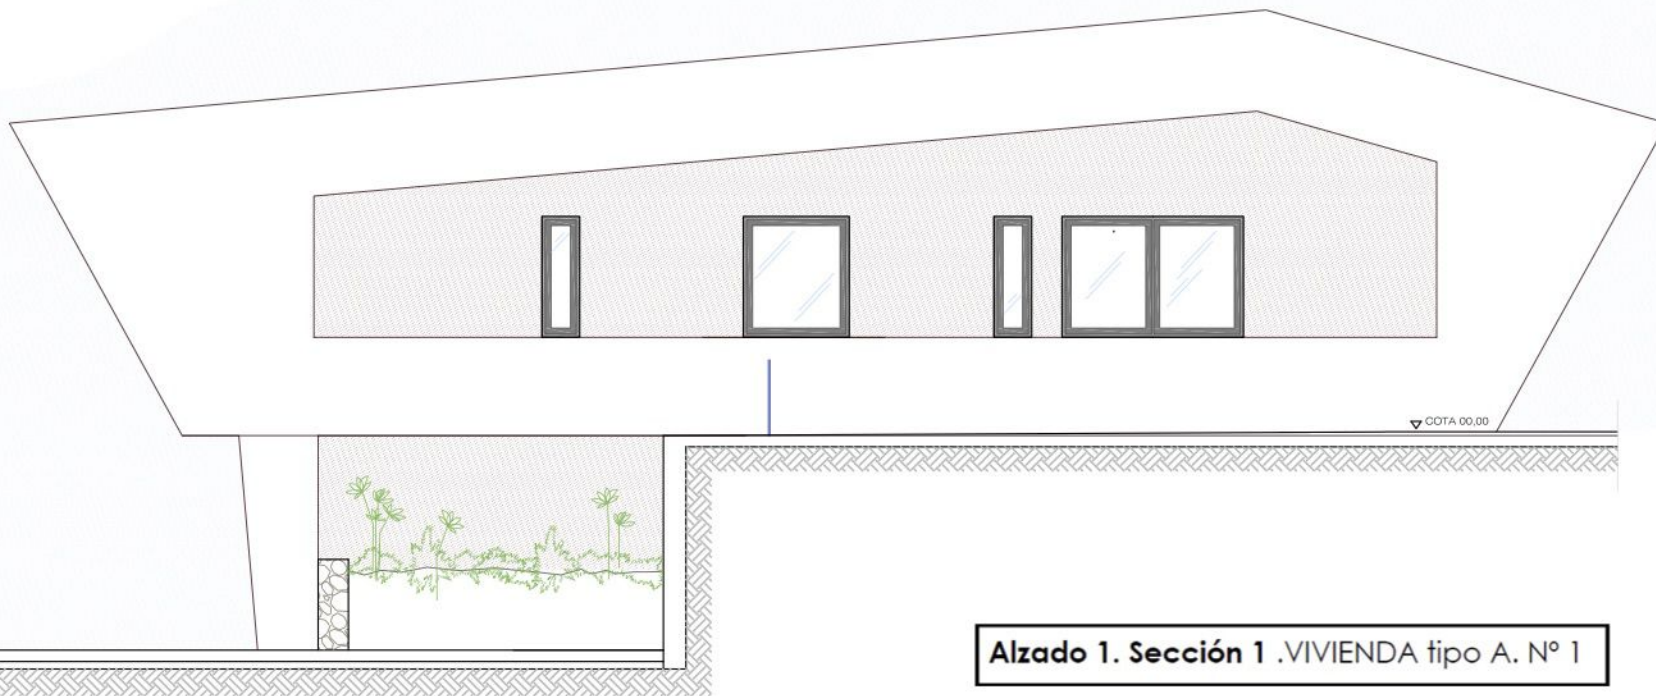 COTA 00,00
Alzado 1. Sección 1 .VIVIENDA tipo A. Nº 1